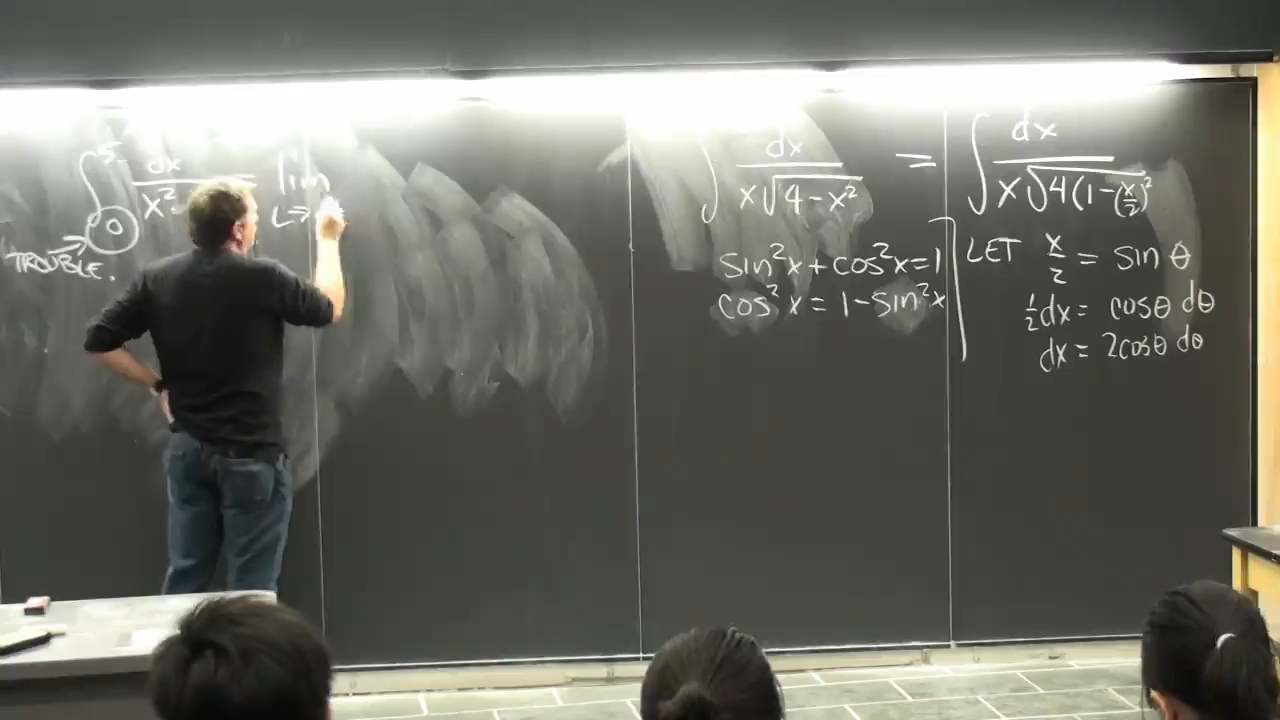 ∫₀⁵ dx/x² lim
L→
TROUBLE.
∫ dx/(x√(4-x²)) = ∫ dx/(x√(4(1-(x/2)²)
sin²x+cos²x=1
cos²x=1-sin²x
LET x/2 = sin θ
½dx = cosθ dθ
dx = 2cosθ dθ